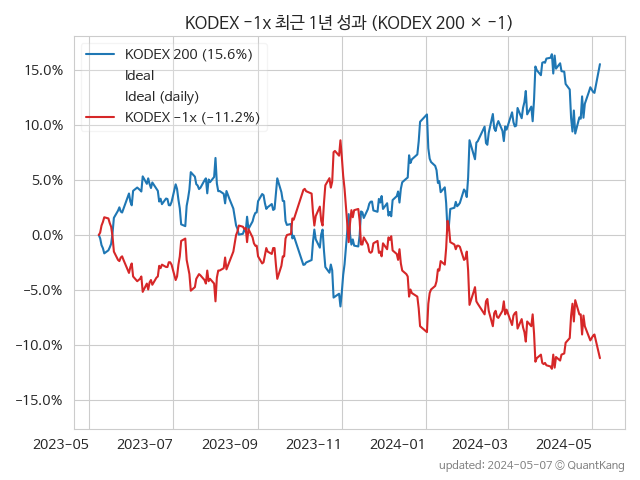 KODEX −1x 최근 1년 성과 (KODEX 200 × −1)
KODEX 200 (15.6%)
Ideal
Ideal (daily)
KODEX −1x (−11.2%)
15.0%
10.0%
5.0%
0.0%
−5.0%
−10.0%
−15.0%
2023-05 2023-07 2023-09 2023-11 2024-01 2024-03 2024-05
updated: 2024-05-07 © QuantKang